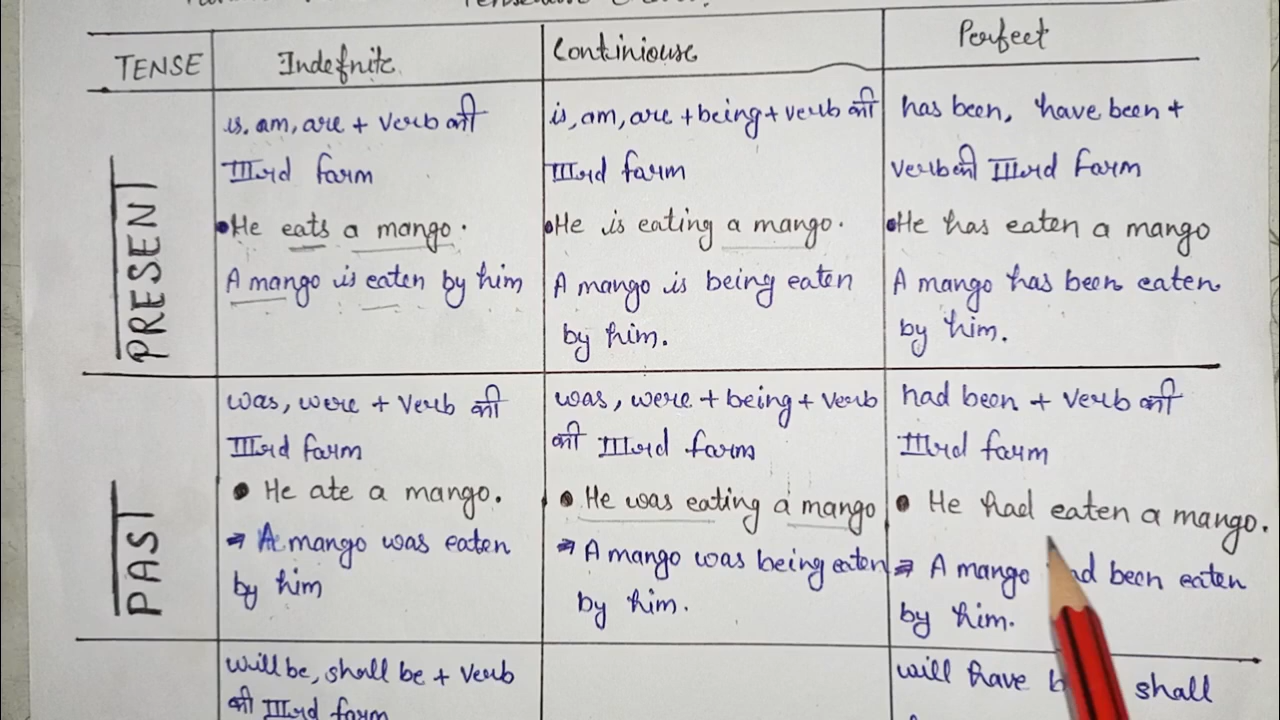 TENSE Indefnite Continiouse Perfect
PRESENT
is, am, are + verb की
IIIrd farm
•He eats a mango.
A mango is eaten by him
is, am, are + being + verb की
IIIrd farm
•He is eating a mango.
A mango is being eaten
by him.
has been, have been +
verb की IIIrd farm
•He has eaten a mango
A mango has been eaten.
by him.
PAST
was, were + verb की
IIIrd farm
• He ate a mango.
⇒ A mango was eaten
by him
was, were + being + verb
की IIIrd farm
• He was eating a mango
⇒ A mango was being eaten
by him.
had been + verb की
IIIrd farm
• He had eaten a mango.
⇒ A mango been eaten
by him.
will be, shall be + verb
की IIIrd farm
will have shall